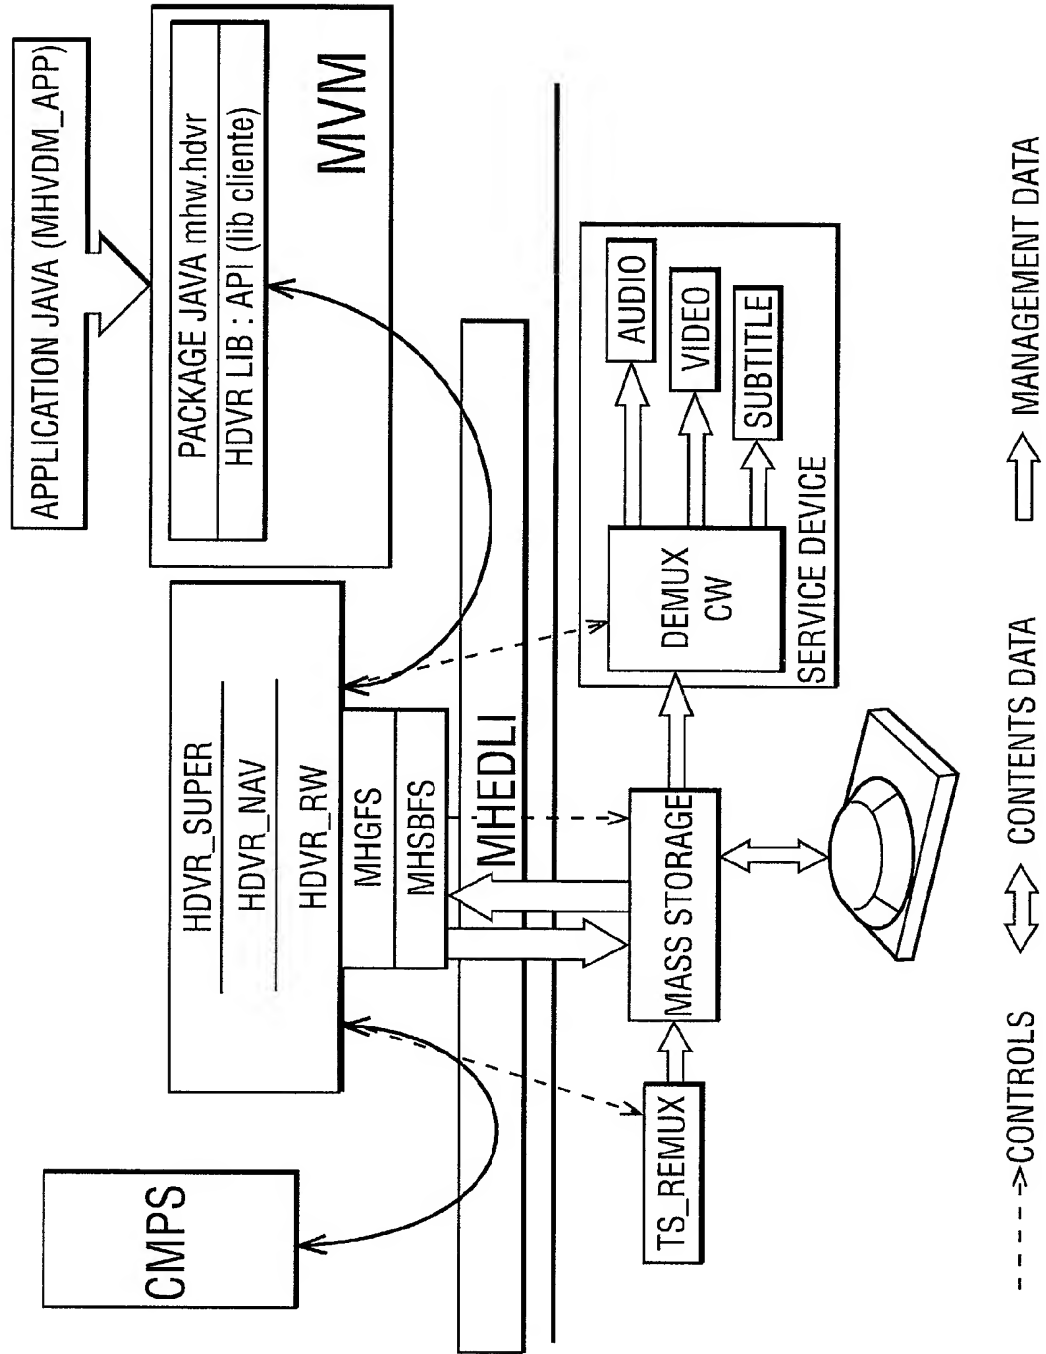 APPLICATION JAVA (MHVDM_APP)
PACKAGE JAVA mhw.hdvr
HDVR LIB : API (lib cliente)
MVM
HDVR_SUPER
HDVR_NAV
HDVR_RW
MHGFS
MHSBFS
CMPS
MHEDLI
TS_REMUX
MASS STORAGE
DEMUX
CW
AUDIO
VIDEO
SUBTITLE
SERVICE DEVICE
CONTROLS
CONTENTS DATA
MANAGEMENT DATA